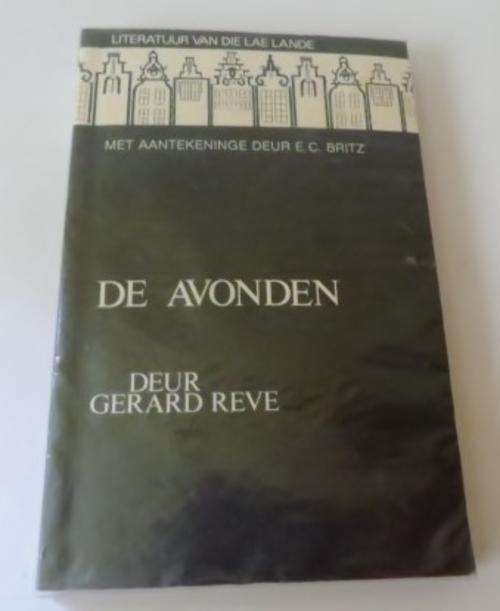 LITERATUUR VAN DIE LAE LANDE
MET AANTEKENINGE DEUR E. C. BRITZ
DE AVONDEN
DEUR
GERARD REVE